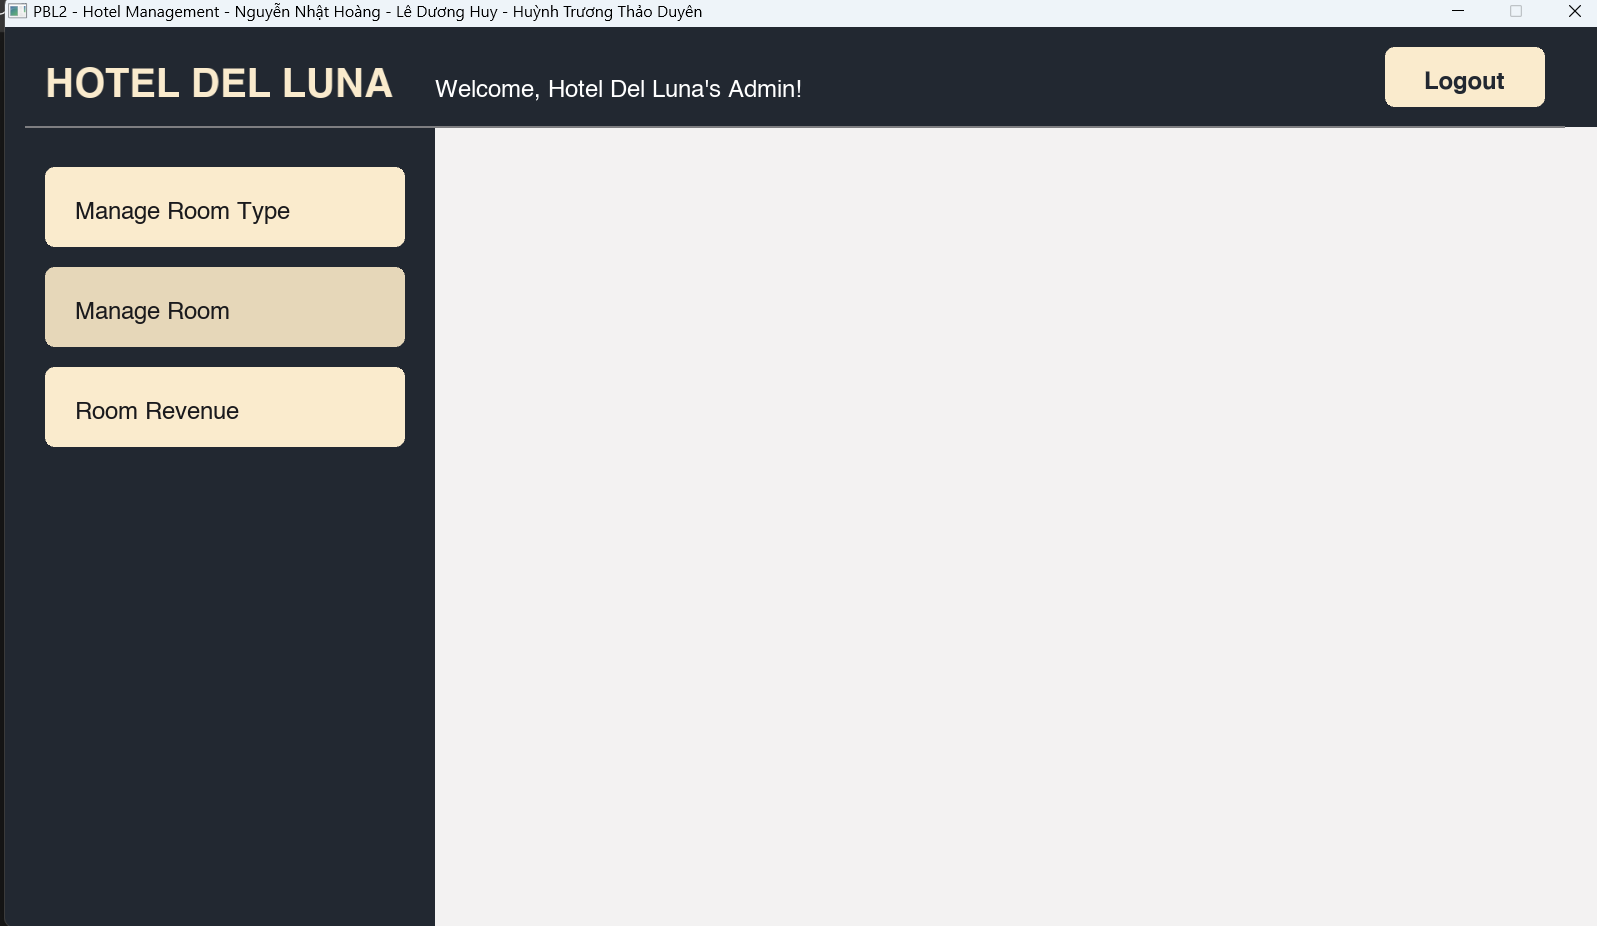 PBL2 - Hotel Management - Nguyễn Nhật Hoàng - Lê Dương Huy - Huỳnh Trương Thảo Duyên
HOTEL DEL LUNA
Welcome, Hotel Del Luna's Admin!
Logout
Manage Room Type
Manage Room
Room Revenue